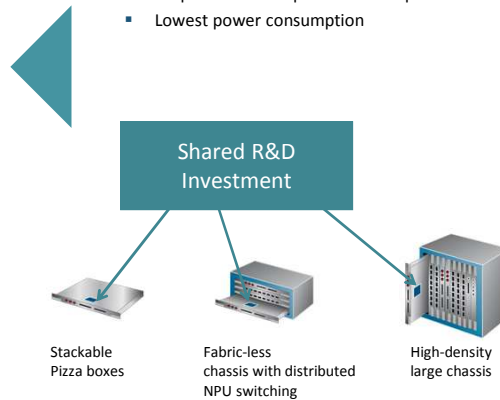 ▪ Lowest power consumption
Shared R&D
Investment
Stackable
Pizza boxes
Fabric-less
chassis with distributed
NPU switching
High-density
large chassis